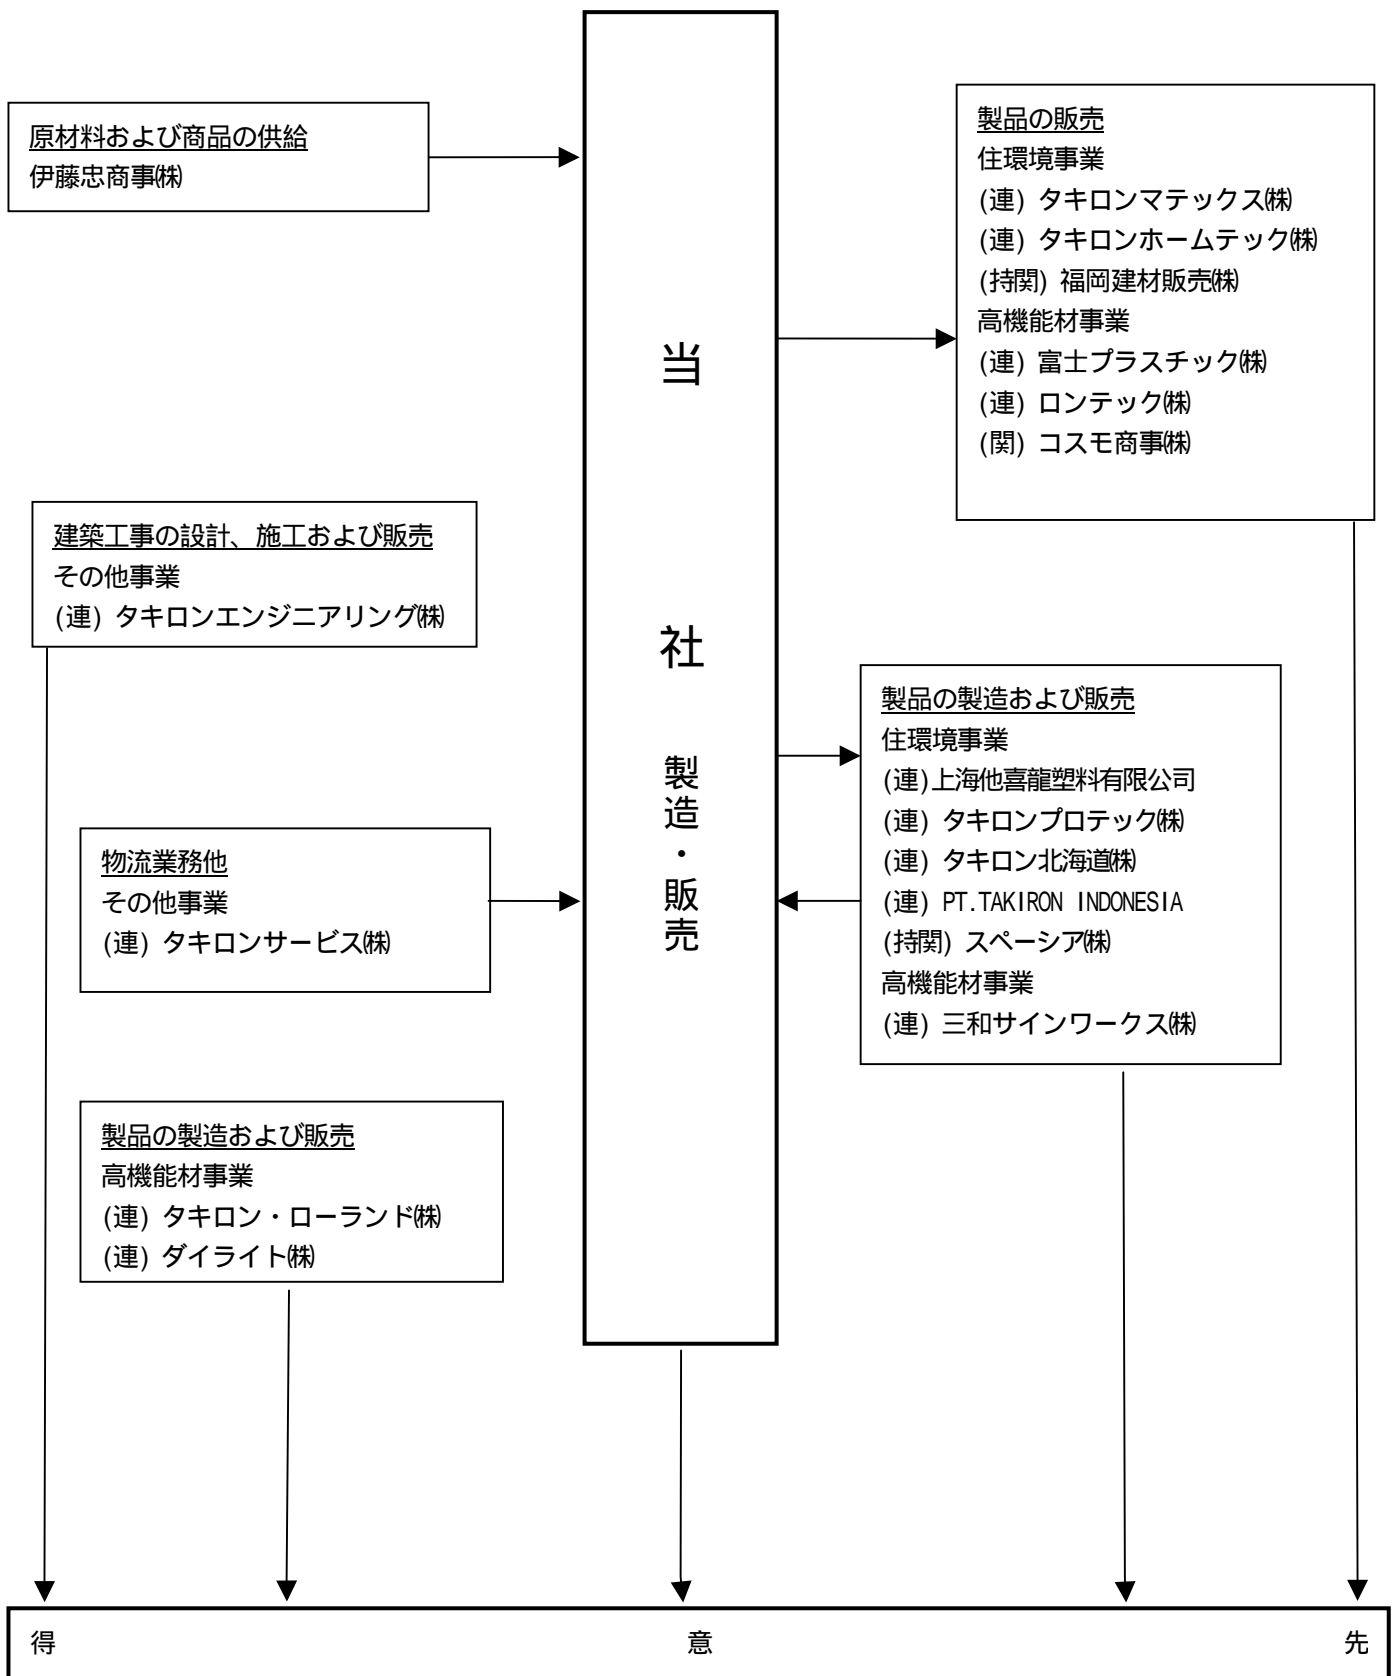 原材料および商品の供給
伊藤忠商事㈱
製品の販売
住環境事業
(連) タキロンマテックス㈱
(連) タキロンホームテック㈱
(持関) 福岡建材販売㈱
高機能材事業
(連) 富士プラスチック㈱
(連) ロンテック㈱
(関) コスモ商事㈱
当
社
製造・販売
建築工事の設計、施工および販売
その他事業
(連) タキロンエンジニアリング㈱
製品の製造および販売
住環境事業
(連)上海他喜龍塑料有限公司
(連) タキロンプロテック㈱
(連) タキロン北海道㈱
(連) PT.TAKIRON INDONESIA
(持関) スペーシア㈱
高機能材事業
(連) 三和サインワークス㈱
物流業務他
その他事業
(連) タキロンサービス㈱
製品の製造および販売
高機能材事業
(連) タキロン・ローランド㈱
(連) ダイライト㈱
得 意 先